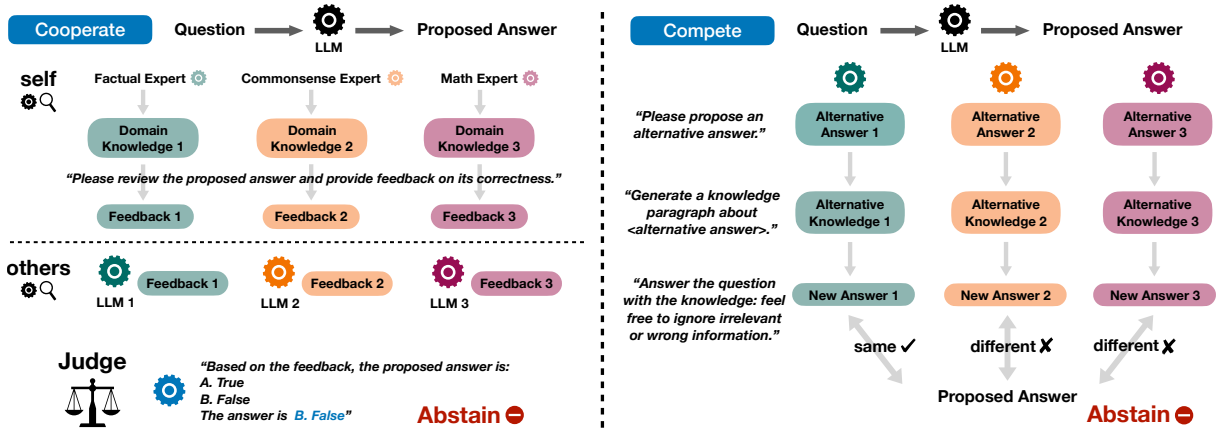 Cooperate
Question
LLM
Proposed Answer
self
Factual Expert
Commonsense Expert
Math Expert
Domain
Knowledge 1
Domain
Knowledge 2
Domain
Knowledge 3
“Please review the proposed answer and provide feedback on its correctness.”
Feedback 1
Feedback 2
Feedback 3
others
LLM 1
Feedback 1
LLM 2
Feedback 2
LLM 3
Feedback 3
Judge
“Based on the feedback, the proposed answer is:
A. True
B. False
The answer is B. False”
Abstain
Compete
Question
LLM
Proposed Answer
“Please propose an
alternative answer.”
Alternative
Answer 1
Alternative
Answer 2
Alternative
Answer 3
“Generate a knowledge
paragraph about
<alternative answer>.”
Alternative
Knowledge 1
Alternative
Knowledge 2
Alternative
Knowledge 3
“Answer the question
with the knowledge: feel
free to ignore irrelevant
or wrong information.”
New Answer 1
New Answer 2
New Answer 3
same ✓
different ✘
different ✘
Proposed Answer
Abstain